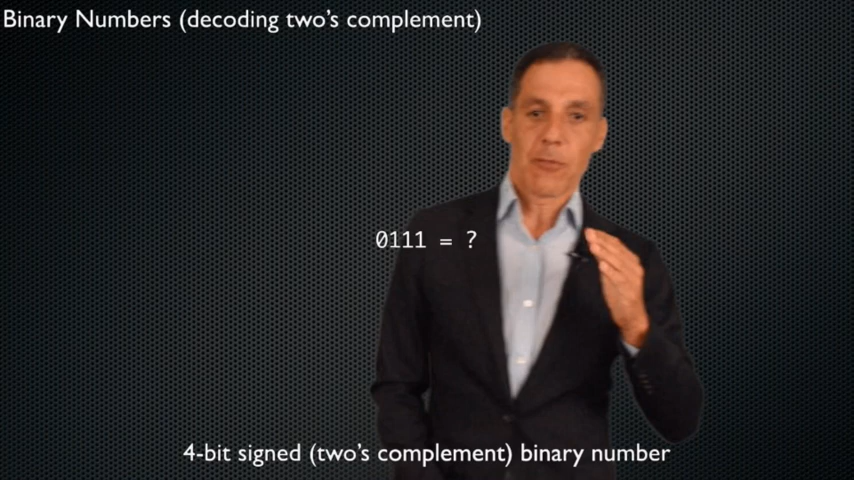 Binary Numbers (decoding two's complement)
0111 = ?
4-bit signed (two's complement) binary number